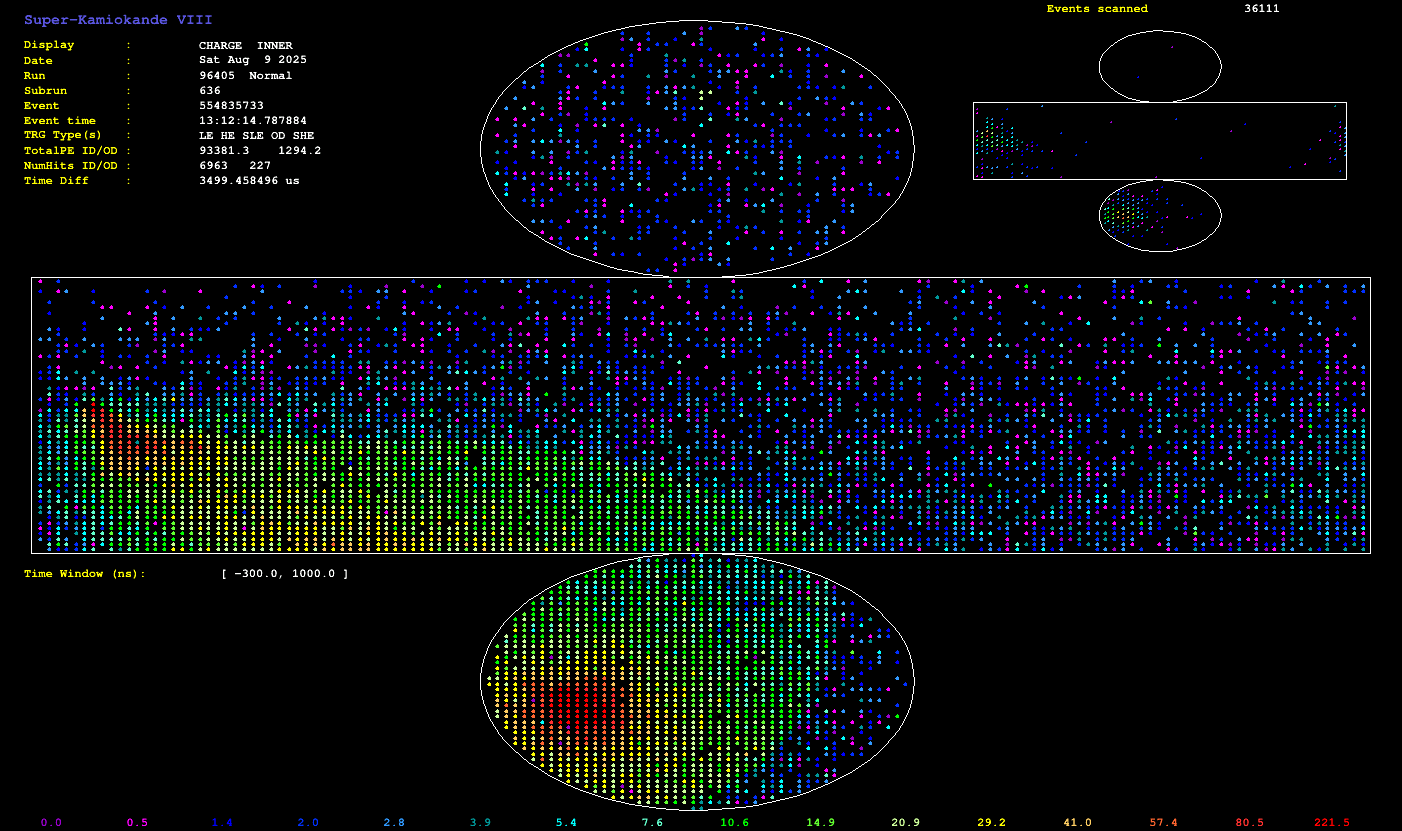 Super-Kamiokande VIII
Display : CHARGE INNER
Date : Sat Aug 9 2025
Run : 96405 Normal
Subrun : 636
Event : 554835733
Event time : 13:12:14.787884
TRG Type(s) : LE HE SLE OD SHE
TotalPE ID/OD : 93381.3 1294.2
NumHits ID/OD : 6963 227
Time Diff : 3499.458496 us
Events scanned 36111
Time Window (ns): [ -300.0, 1000.0 ]
0.0 0.5 1.4 2.0 2.8 3.9 5.4 7.6 10.6 14.9 20.9 29.2 41.0 57.4 80.5 221.5